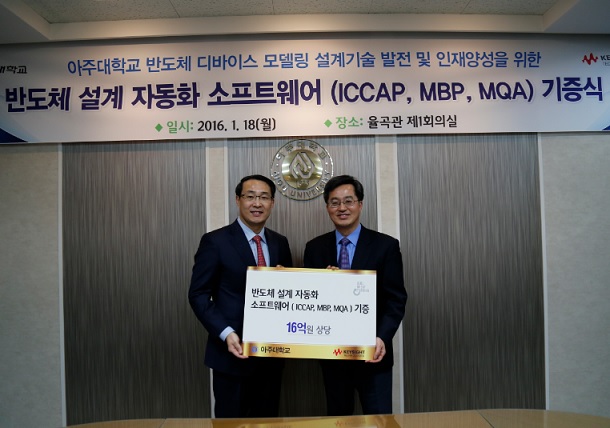 아주대학교 반도체 디바이스 모델링 설계기술 발전 및 인재양성을 위한
대학교
반도체 설계 자동화 소프트웨어 (ICCAP, MBP, MQA) 기증식
◆ 일시: 2016. 1. 18(월) ◆ 장소: 율곡관 제1회의실
반도체 설계 자동화
소프트웨어 ( ICCAP, MBP, MQA ) 기증
16억원 상당
아주대학교
KEYSIGHT